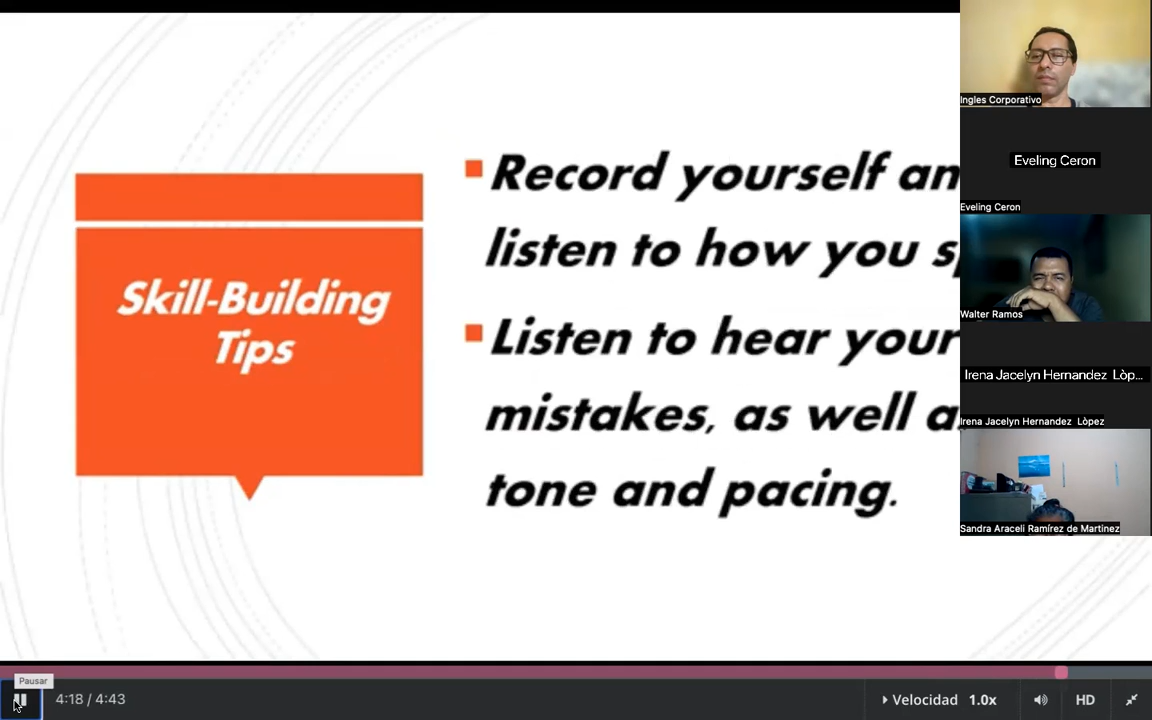 Skill-Building
Tips
Record yourself an
listen to how you s
Listen to hear your
mistakes, as well a
tone and pacing.
Ingles Corporativo
Eveling Ceron
Eveling Ceron
Walter Ramos
Irena Jacelyn Hernandez Lòp...
Irena Jacelyn Hernandez Lòpez
Sandra Araceli Ramírez de Martinez
Pausar
4:18 / 4:43
Velocidad 1.0x
HD